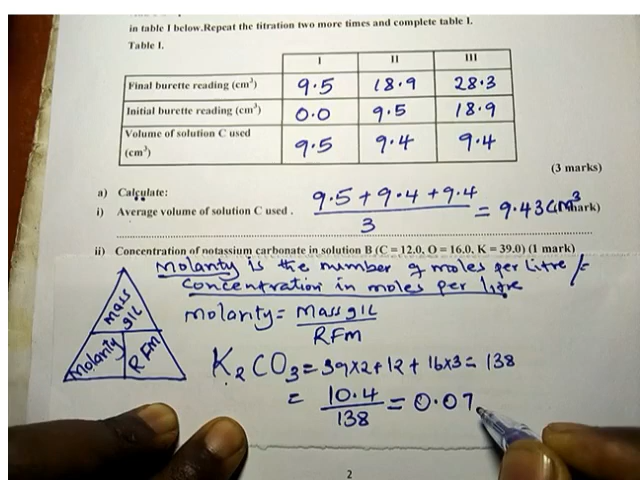 in table I below.Repeat the titration two more times and complete table I.
Table I.
I II III
Final burette reading (cm³) 9.5 18.9 28.3
Initial burette reading (cm³) 0.0 9.5 18.9
Volume of solution C used (cm³) 9.5 9.4 9.4
(3 marks)
a) Calculate:
i) Average volume of solution C used . 9.5 + 9.4 + 9.4 / 3 = 9.43 cm³ mark)
ii) Concentration of potassium carbonate in solution B (C = 12.0, O = 16.0, K = 39.0) (1 mark)
Molarity is the number of moles per litre /=
Concentration in moles per litre
Mass g/L
Molarity RFM
Molarity = Mass g/L / RFM
K₂CO₃ = 39x2 + 12 + 16x3 = 138
= 10.4 / 138 = 0.07
2